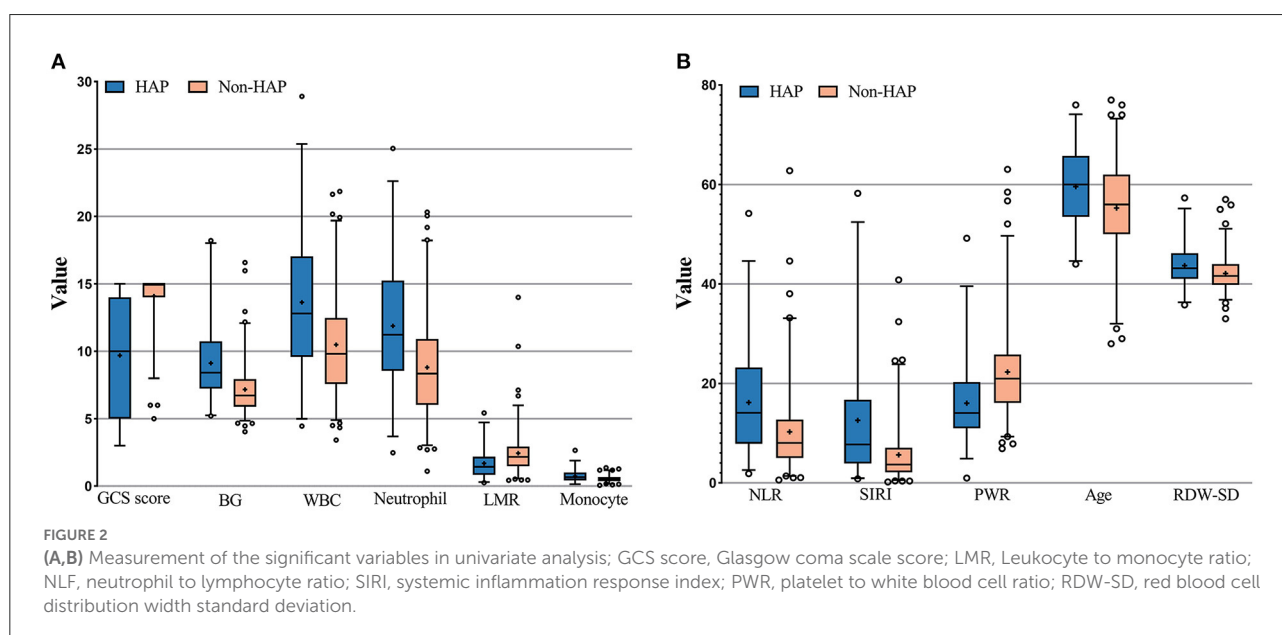 A
HAP Non-HAP
30
25
20
15
10
5
0
Value
GCS score BG WBC Neutrophil LMR Monocyte
B
HAP Non-HAP
80
60
40
20
0
Value
NLR SIRI PWR Age RDW-SD
FIGURE 2
(A,B) Measurement of the significant variables in univariate analysis; GCS score, Glasgow coma scale score; LMR, Leukocyte to monocyte ratio;
NLF, neutrophil to lymphocyte ratio; SIRI, systemic inflammation response index; PWR, platelet to white blood cell ratio; RDW-SD, red blood cell
distribution width standard deviation.